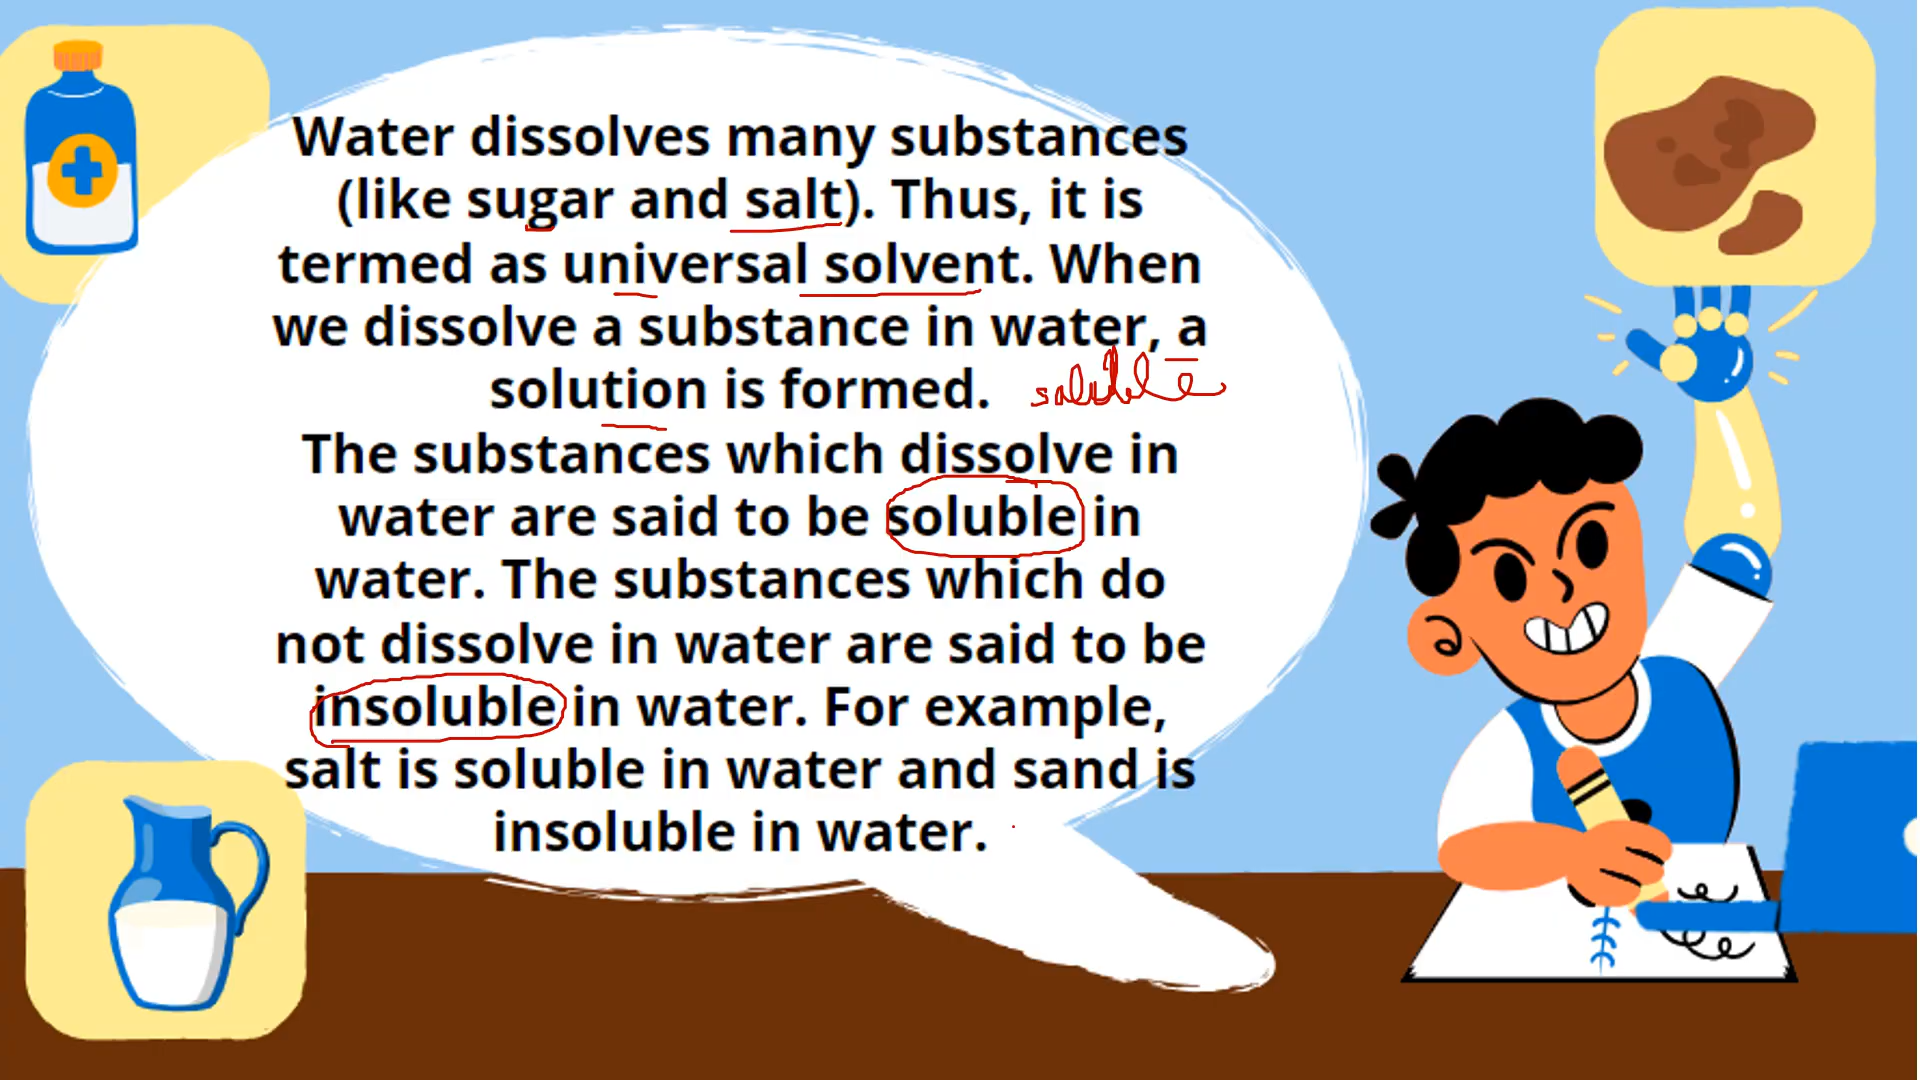 Water dissolves many substances
(like sugar and salt). Thus, it is
termed as universal solvent. When
we dissolve a substance in water, a
solution is formed. soluble
The substances which dissolve in
water are said to be soluble in
water. The substances which do
not dissolve in water are said to be
insoluble in water. For example,
salt is soluble in water and sand is
insoluble in water.